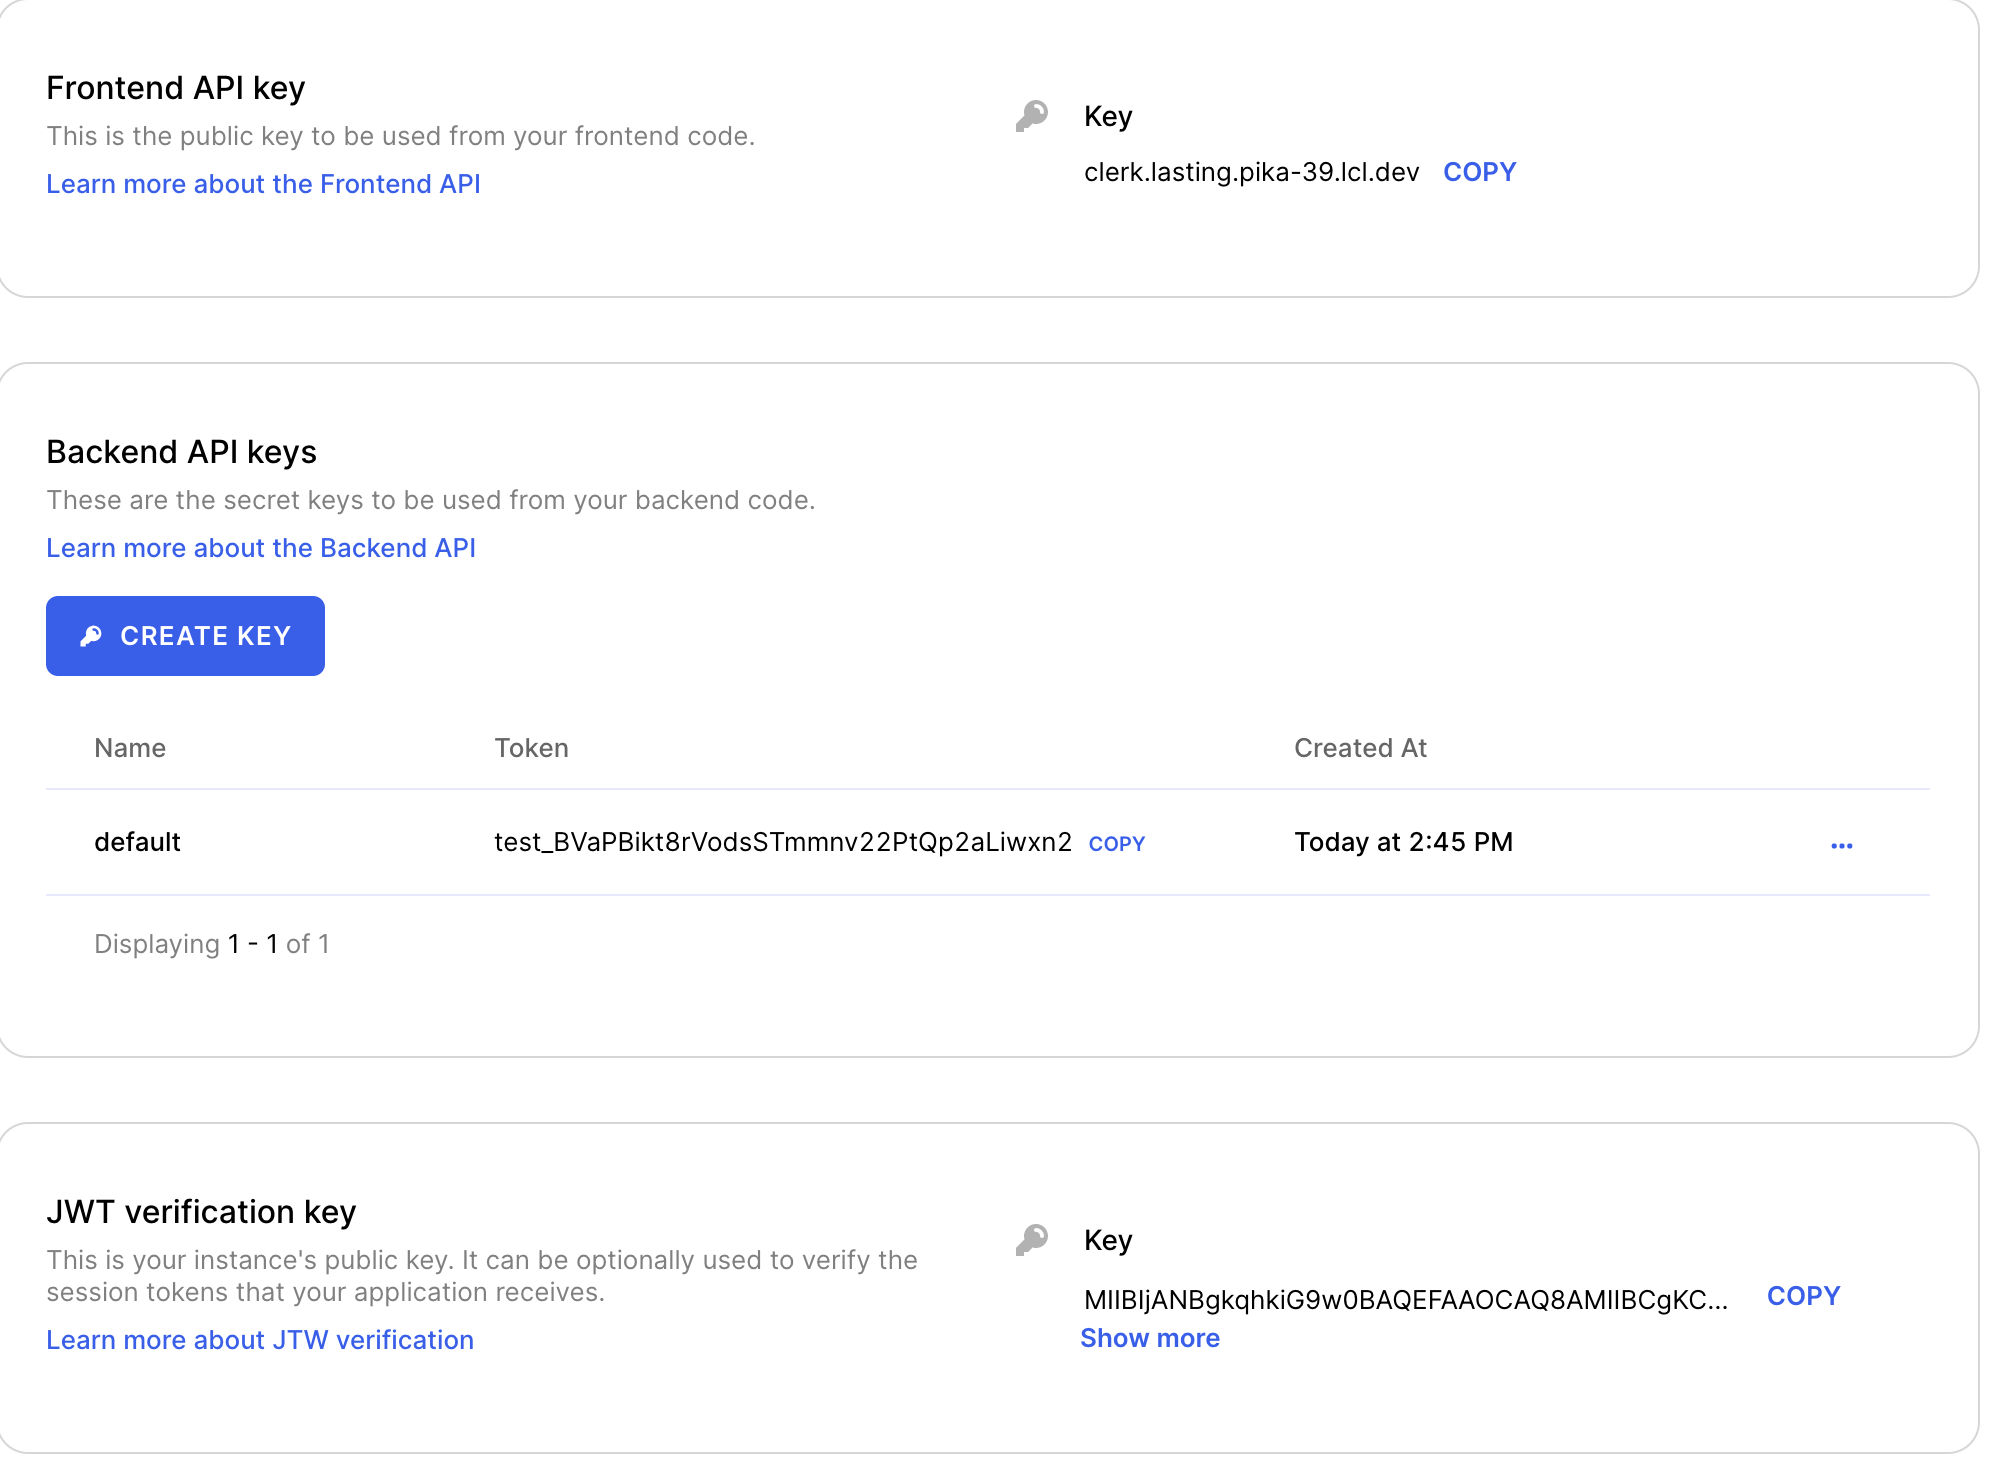 Frontend API key
This is the public key to be used from your frontend code.
Learn more about the Frontend API
Key
clerk.lasting.pika-39.lcl.dev COPY
Backend API keys
These are the secret keys to be used from your backend code.
Learn more about the Backend API
CREATE KEY
Name Token Created At
default test_BVaPBikt8rVodsSTmmnv22PtQp2aLiwxn2 COPY Today at 2:45 PM ...
Displaying 1 - 1 of 1
JWT verification key
This is your instance's public key. It can be optionally used to verify the
session tokens that your application receives.
Learn more about JTW verification
Key
MIIBIjANBgkqhkiG9w0BAQEFAAOCAQ8AMIIBCgKC... COPY
Show more